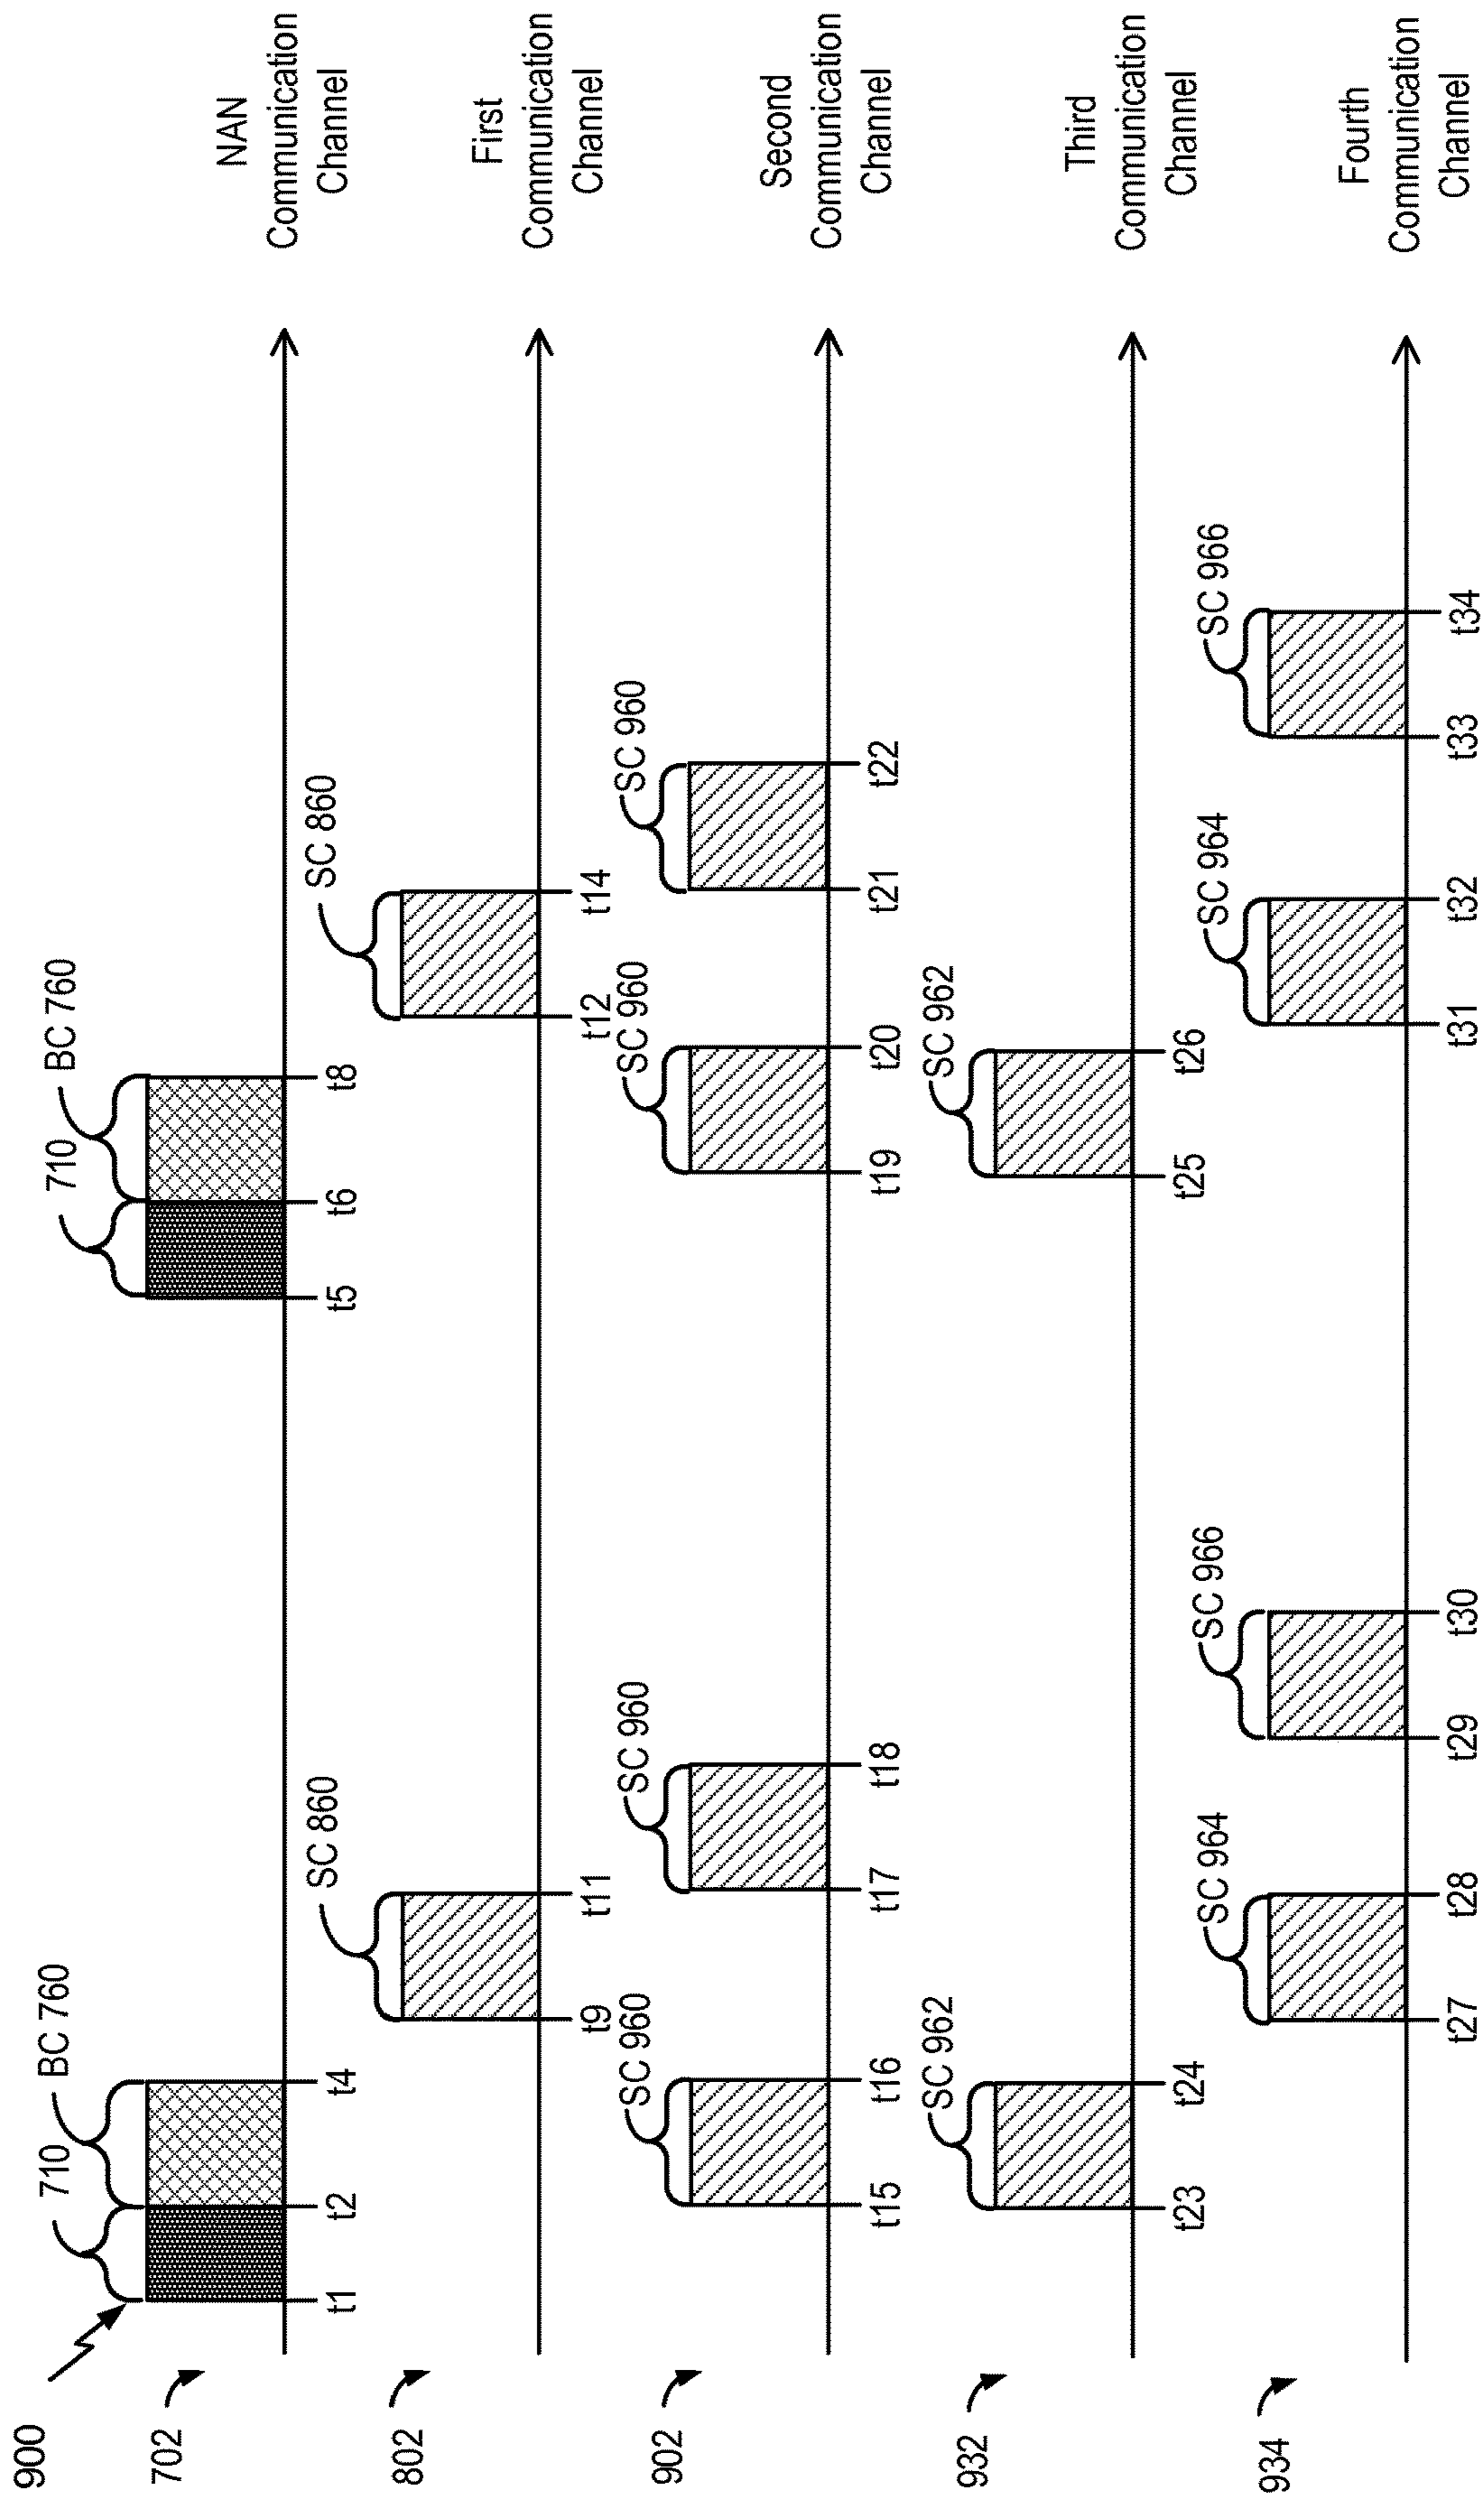 900
702
710
BC 760
710
BC 760
t1
t2
t4
t5
t6
t8
NAN
Communication
Channel
802
SC 860
SC 860
t9
t11
t12
t14
First
Communication
Channel
902
SC 960
SC 960
SC 960
SC 960
t15
t16
t17
t18
t19
t20
t21
t22
Second
Communication
Channel
932
SC 962
SC 962
t23
t24
t25
t26
Third
Communication
Channel
934
SC 964
SC 966
SC 964
SC 966
t27
t28
t29
t30
t31
t32
t33
t34
Fourth
Communication
Channel